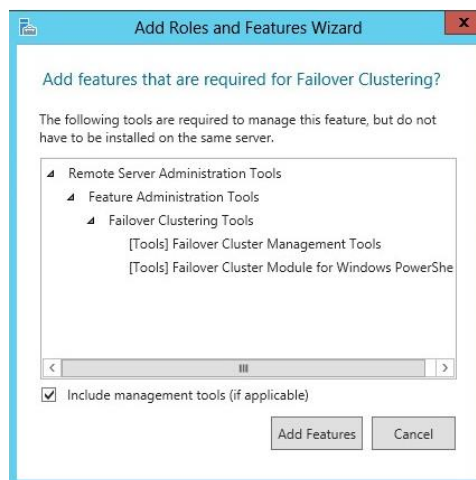 Add Roles and Features Wizard
x
Add features that are required for Failover Clustering?
The following tools are required to manage this feature, but do not
have to be installed on the same server.
Remote Server Administration Tools
Feature Administration Tools
Failover Clustering Tools
[Tools] Failover Cluster Management Tools
[Tools] Failover Cluster Module for Windows PowerShe
Include management tools (if applicable)
Add Features
Cancel